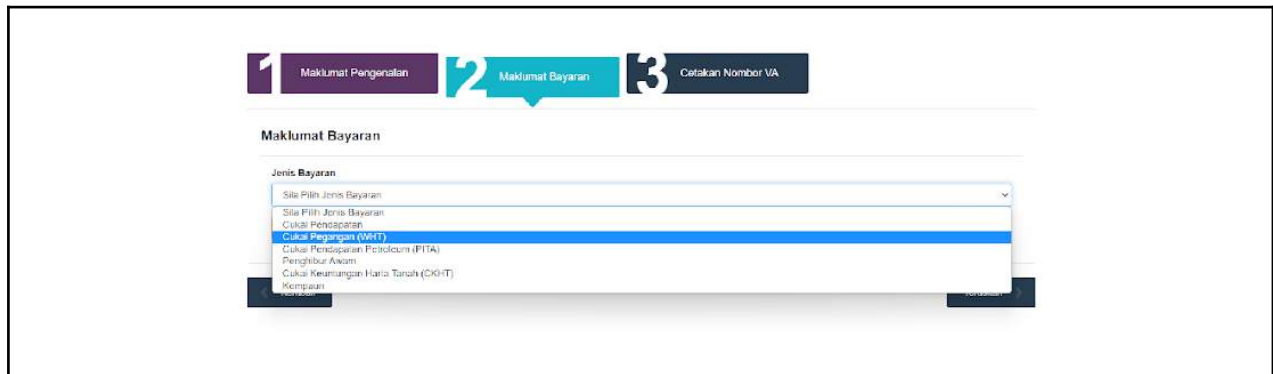 1 Maklumat Pengenalan
2 Maklumat Bayaran
3 Cetakan Nombor VA
Maklumat Bayaran
Jenis Bayaran
Sila Pilih Jenis Bayaran
Sila Pilih Jenis Bayaran
Cukai Pendapatan
Cukai Pegangan (WHT)
Cukai Pendapatan Petroleum (PITA)
Penghibur Awam
Cukai Keuntungan Harta Tanah (CKHT)
Kompaun